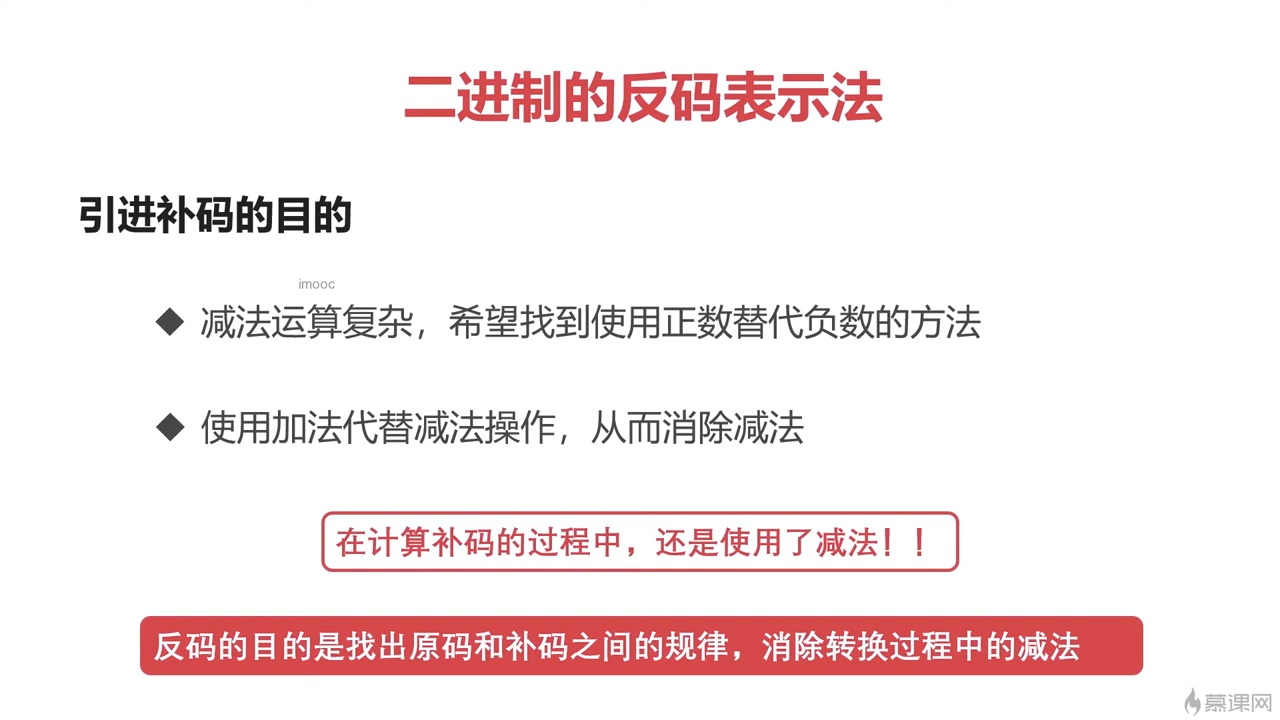 二进制的反码表示法
引进补码的目的
imooc
◆ 减法运算复杂，希望找到使用正数替代负数的方法
◆ 使用加法代替减法操作，从而消除减法
在计算补码的过程中，还是使用了减法！！
反码的目的是找出原码和补码之间的规律，消除转换过程中的减法
慕课网